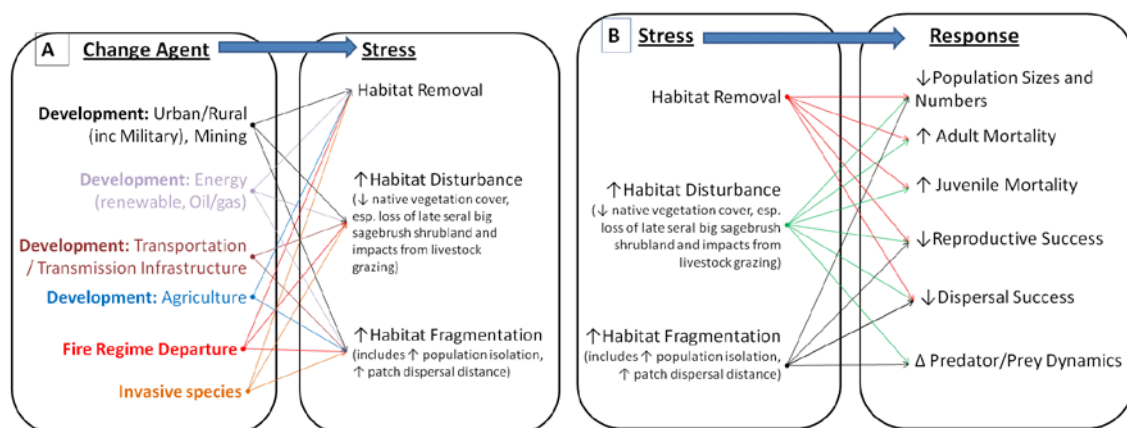 A
Change Agent
Stress
Development: Urban/Rural
(inc Military), Mining
Development: Energy
(renewable, Oil/gas)
Development: Transportation
/ Transmission Infrastructure
Development: Agriculture
Fire Regime Departure
Invasive species
Habitat Removal
↑Habitat Disturbance
(↓ native vegetation cover,
esp. loss of late seral big
sagebrush shrubland and
impacts from livestock
grazing)
↑Habitat Fragmentation
(includes ↑ population isolation,
↑ patch dispersal distance)
B
Stress
Response
Habitat Removal
↑Habitat Disturbance
(↓ native vegetation cover, esp.
loss of late seral big sagebrush
shrubland and impacts from
livestock grazing)
↑Habitat Fragmentation
(includes ↑ population isolation,
↑ patch dispersal distance)
↓Population Sizes and
Numbers
↑ Adult Mortality
↑ Juvenile Mortality
↓Reproductive Success
↓ Dispersal Success
Δ Predator/Prey Dynamics